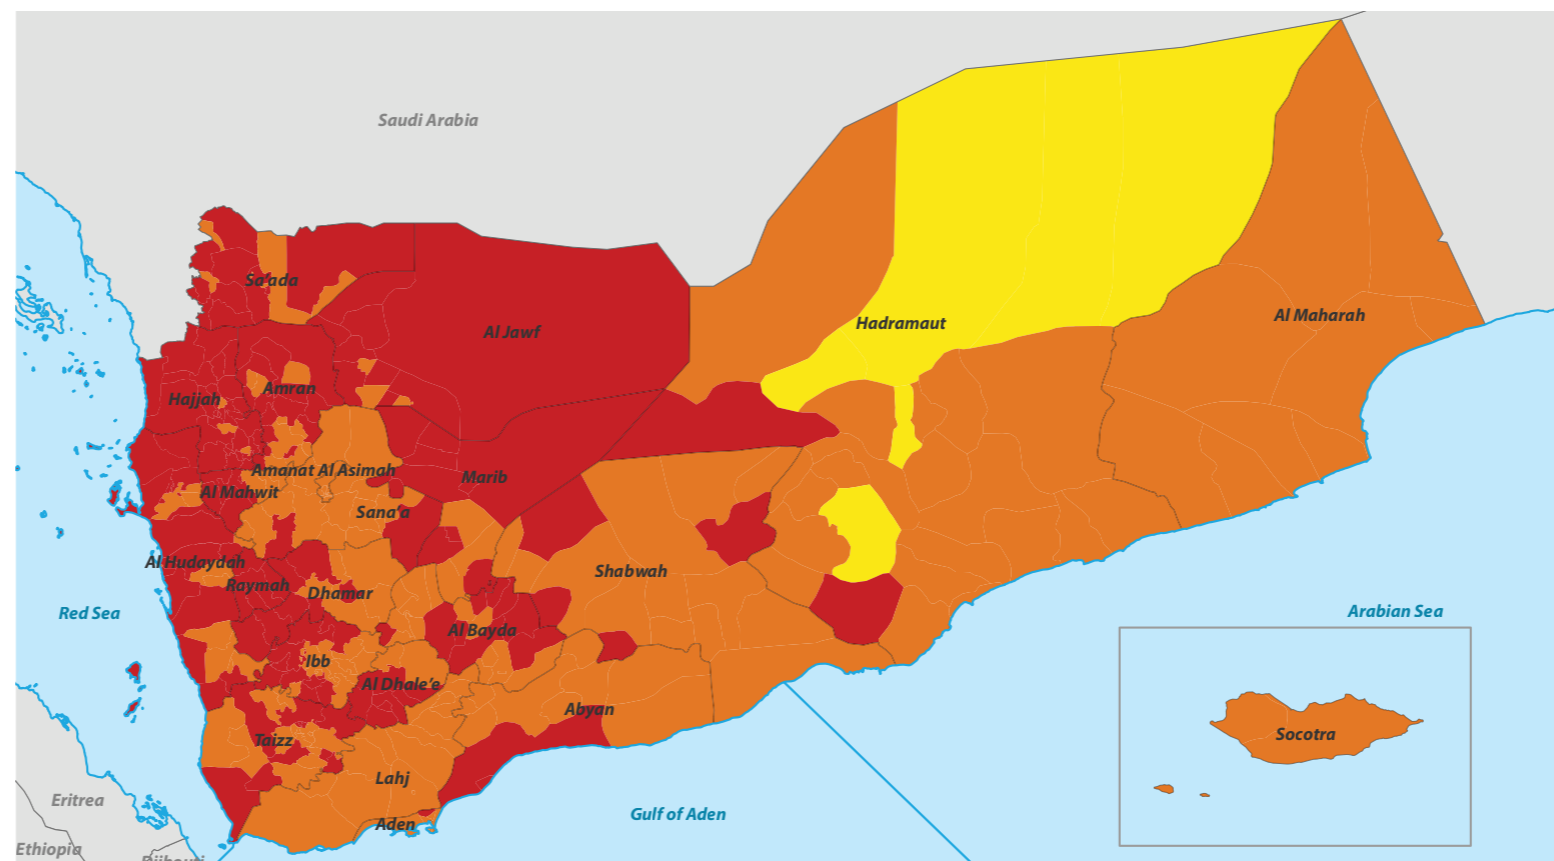 Saudi Arabia
Sa'ada
Al Jawf
Hadramaut
Al Maharah
Hajjah
Amran
Amanat Al Asimah
Marib
Al Mahwit
Sana'a
Al Hudaydah
Shabwah
Raymah
Dhamar
Red Sea
Arabian Sea
Al Bayda
Ibb
Al Dhale'e
Abyan
Socotra
Taizz
Lahj
Eritrea
Gulf of Aden
Aden
Ethiopia
Djibouti